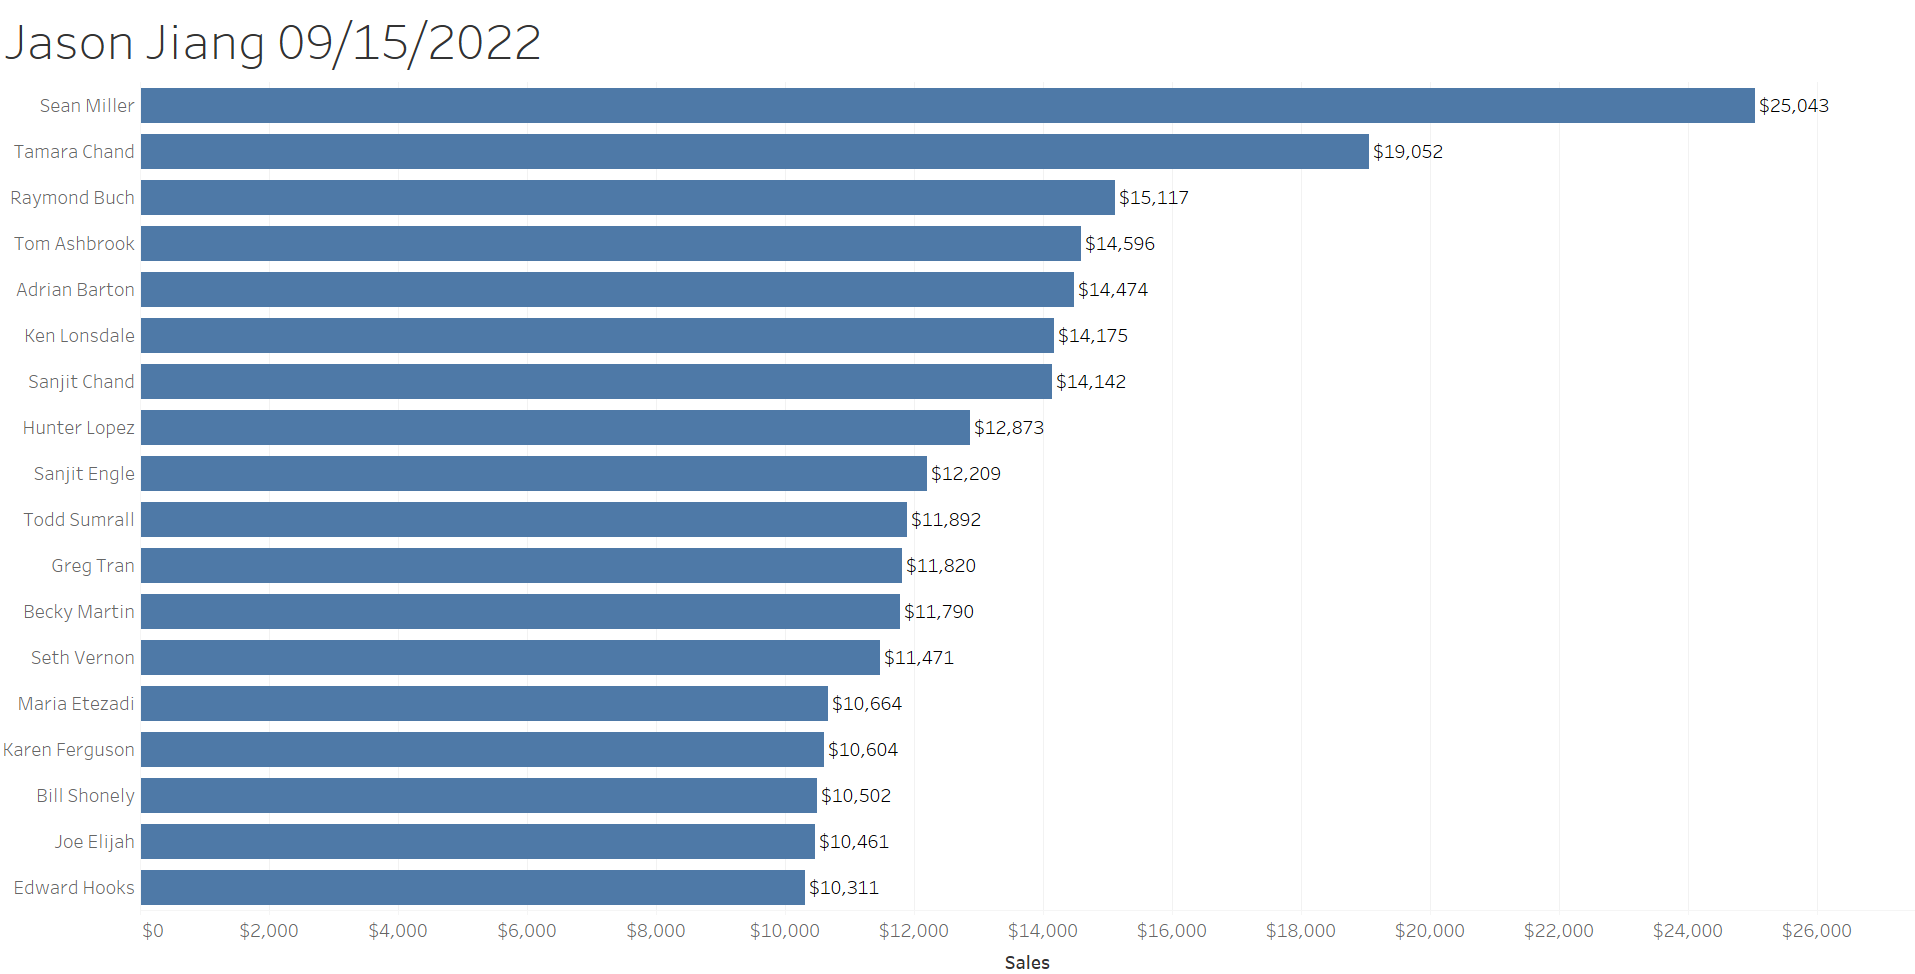 Jason Jiang 09/15/2022
Sean Miller $25,043
Tamara Chand $19,052
Raymond Buch $15,117
Tom Ashbrook $14,596
Adrian Barton $14,474
Ken Lonsdale $14,175
Sanjit Chand $14,142
Hunter Lopez $12,873
Sanjit Engle $12,209
Todd Sumrall $11,892
Greg Tran $11,820
Becky Martin $11,790
Seth Vernon $11,471
Maria Etezadi $10,664
Karen Ferguson $10,604
Bill Shonely $10,502
Joe Elijah $10,461
Edward Hooks $10,311
$0 $2,000 $4,000 $6,000 $8,000 $10,000 $12,000 $14,000 $16,000 $18,000 $20,000 $22,000 $24,000 $26,000
Sales